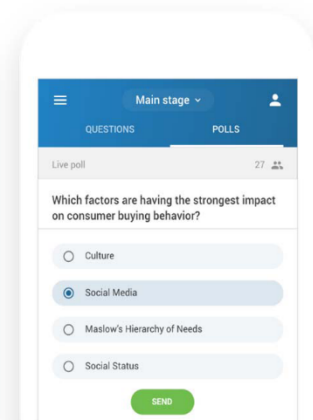 Main stage
QUESTIONS POLLS
Live poll 27
Which factors are having the strongest impact
on consumer buying behavior?
Culture
Social Media
Maslow's Hierarchy of Needs
Social Status
SEND